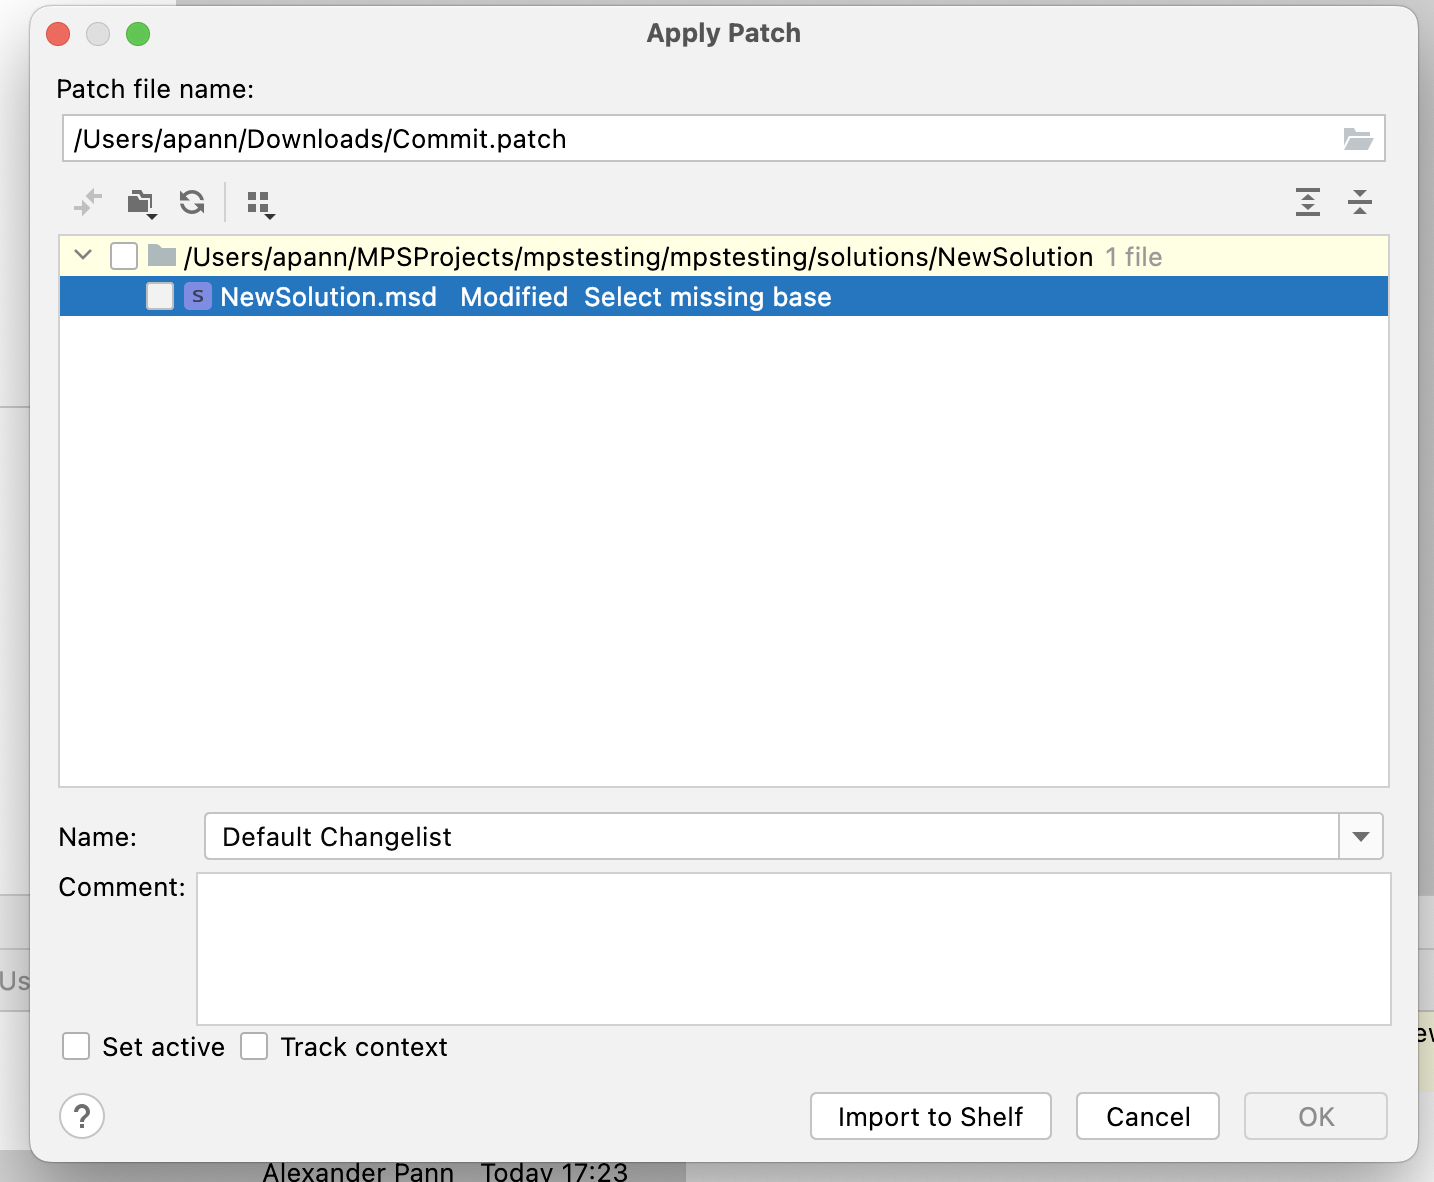 Apply Patch
Patch file name:
/Users/apann/Downloads/Commit.patch
/Users/apann/MPSProjects/mpstesting/mpstesting/solutions/NewSolution 1 file
S NewSolution.msd Modified Select missing base
Name: Default Changelist
Comment:
Us
Set active Track context
? Import to Shelf Cancel OK
Alexander Pann Today 17:23